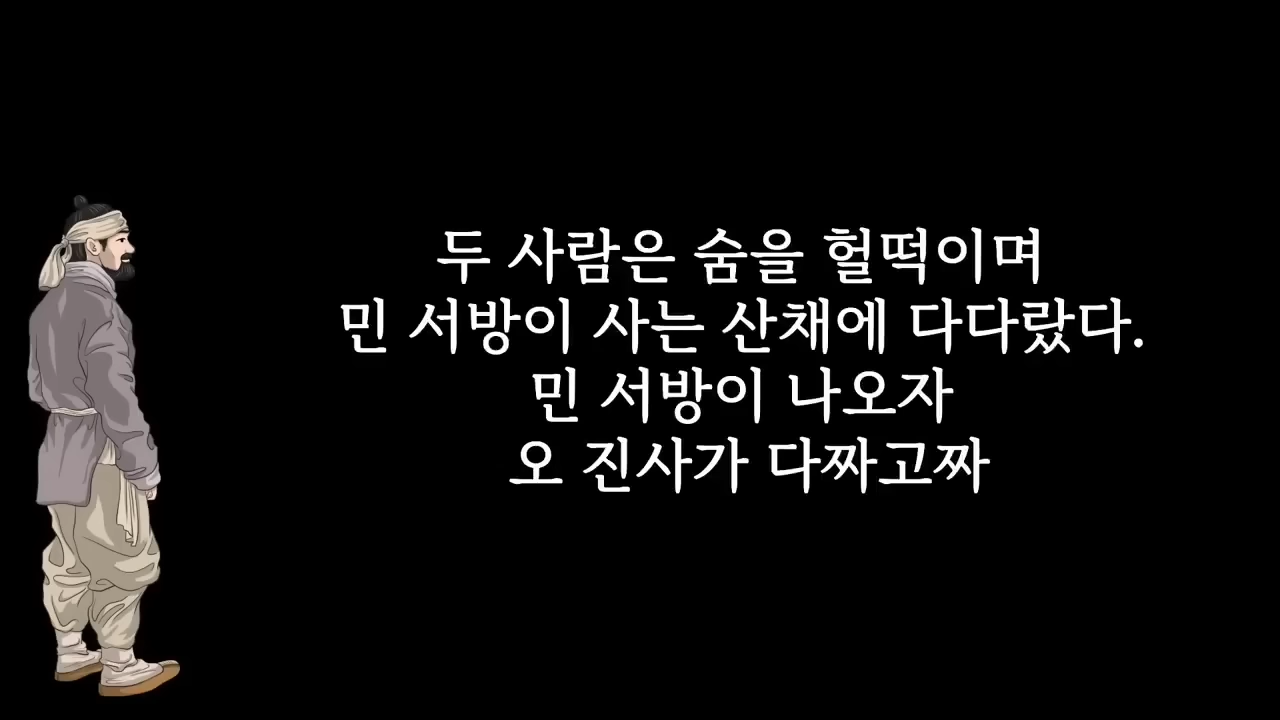 두 사람은 숨을 헐떡이며
민 서방이 사는 산채에 다다랐다.
민 서방이 나오자
오 진사가 다짜고짜